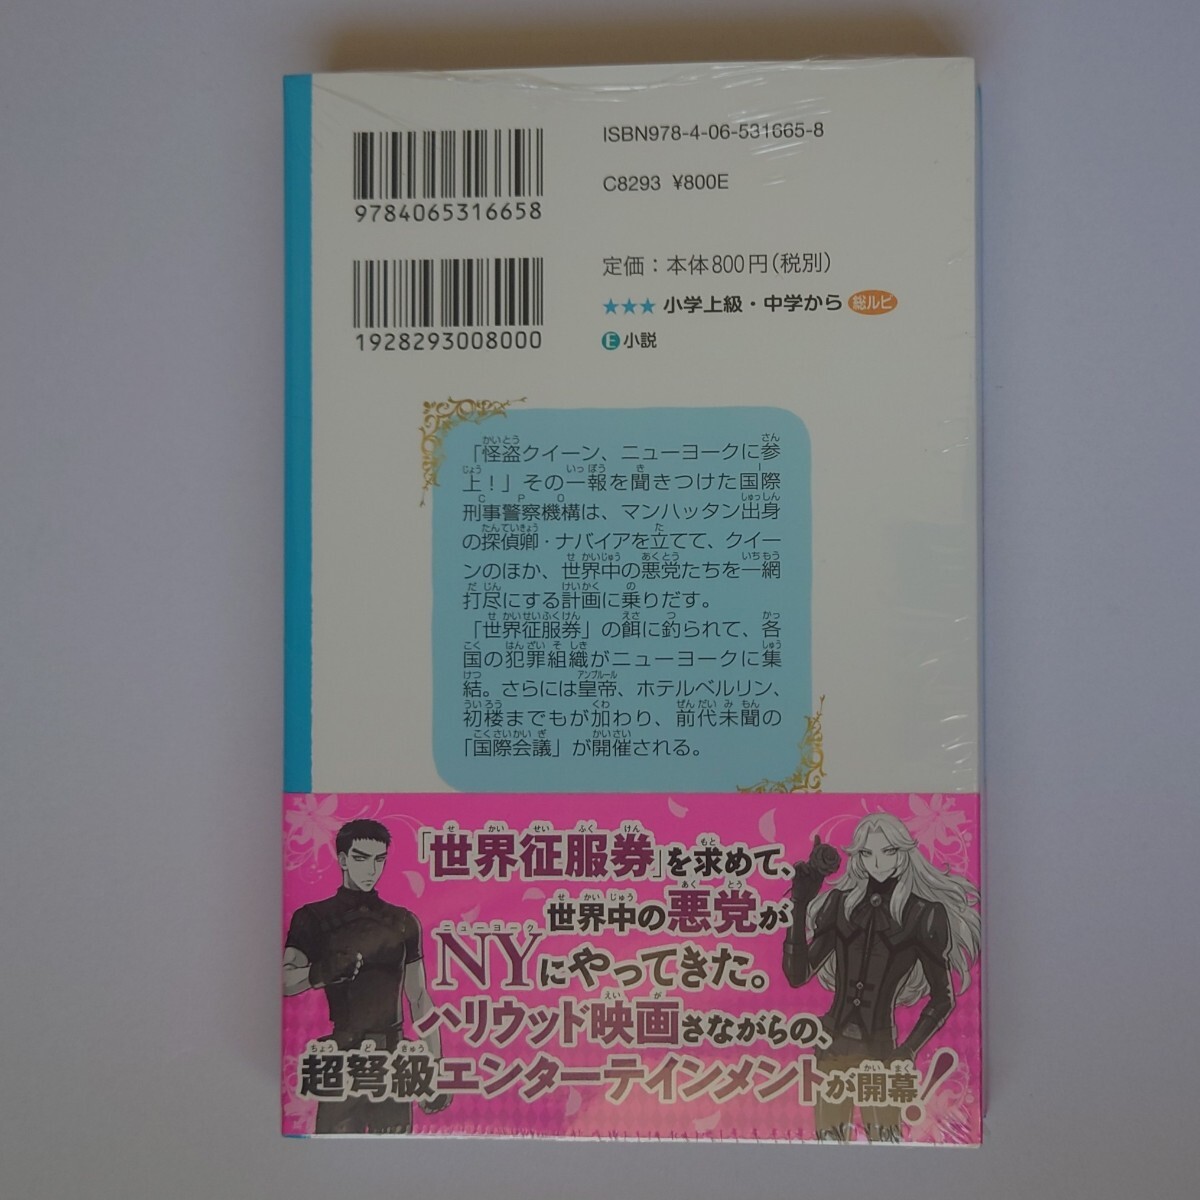 ISBN978-4-06-531665-8
9784065316658
C8293 ¥800E
定価:本体800円(税別)
1928293008000
★★★ 小学上級・中学から 総ルビ
E 小説
「怪盗クイーン、ニューヨークに参
上!」その一報を聞きつけた国際
刑事警察機構は、マンハッタン出身
の探偵卿・ナバイアを立てて、クイー
ンのほか、世界中の悪党たちを一網
打尽にする計画に乗りだす。
「世界征服券」の餌に釣られて、各
国の犯罪組織がニューヨークに集
結。さらには皇帝、ホテルベルリン、
初楼までもが加わり、前代未聞の
「国際会議」が開催される。
「世界征服券」を求めて、
世界中の悪党が
NYにやってきた。
ハリウッド映画さながらの、
超弩級エンターテインメントが開幕!